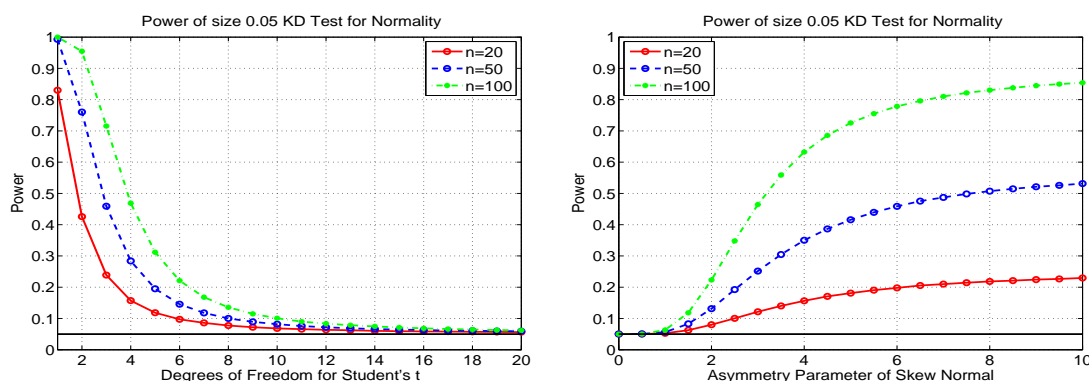 Power of size 0.05 KD Test for Normality
1
0.9
0.8
0.7
0.6
0.5
0.4
0.3
0.2
0.1
0
Power
n=20
n=50
n=100
2 4 6 8 10 12 14 16 18 20
Degrees of Freedom for Student's t
Power of size 0.05 KD Test for Normality
1
0.9
0.8
0.7
0.6
0.5
0.4
0.3
0.2
0.1
0
Power
n=20
n=50
n=100
0 2 4 6 8 10
Asymmetry Parameter of Skew Normal